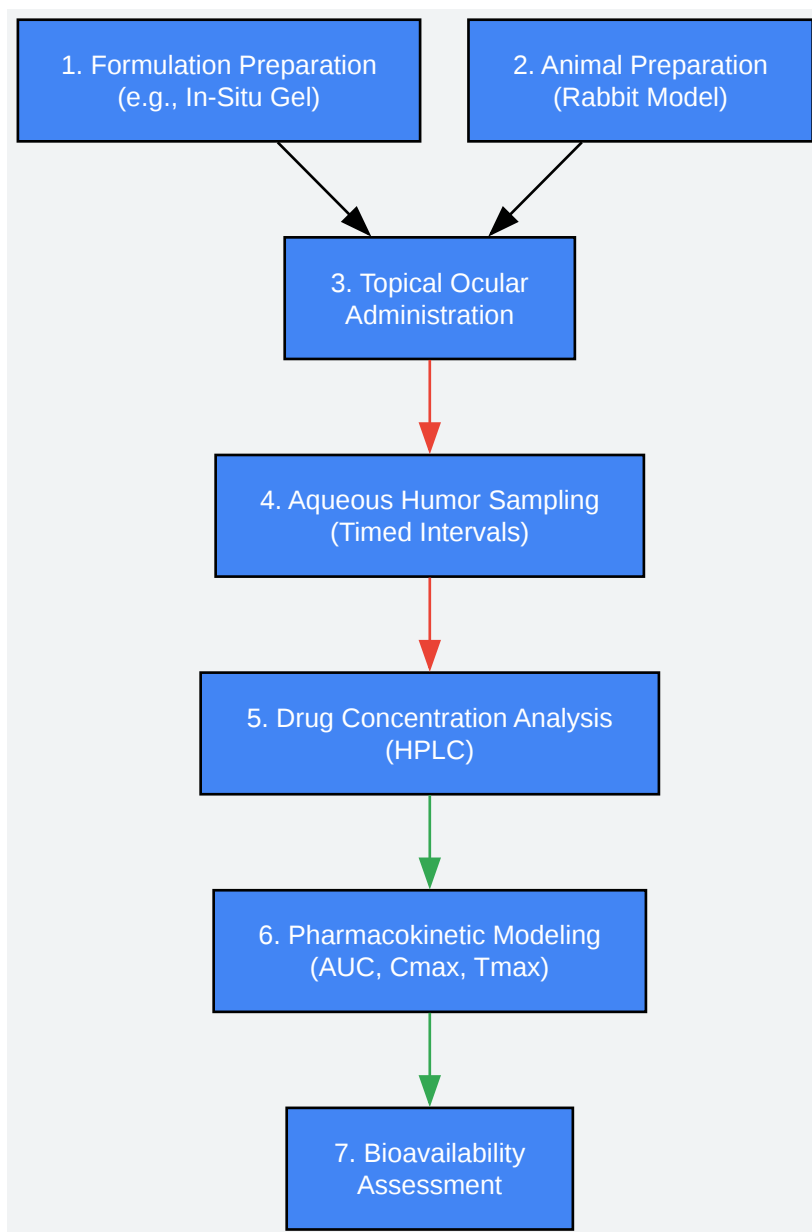 1. Formulation Preparation
(e.g., In-Situ Gel)
2. Animal Preparation
(Rabbit Model)
3. Topical Ocular
Administration
4. Aqueous Humor Sampling
(Timed Intervals)
5. Drug Concentration Analysis
(HPLC)
6. Pharmacokinetic Modeling
(AUC, Cmax, Tmax)
7. Bioavailability
Assessment